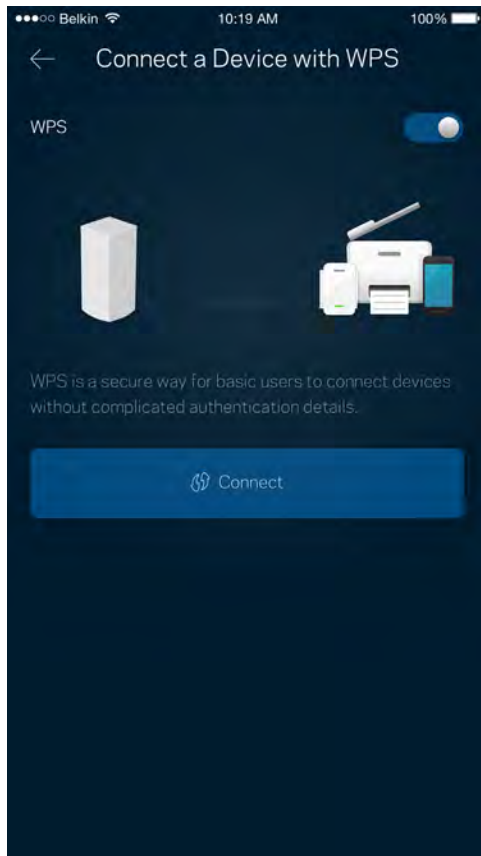 Belkin 10:19 AM 100%
Connect a Device with WPS
WPS
WPS is a secure way for basic users to connect devices
without complicated authentication details.
Connect